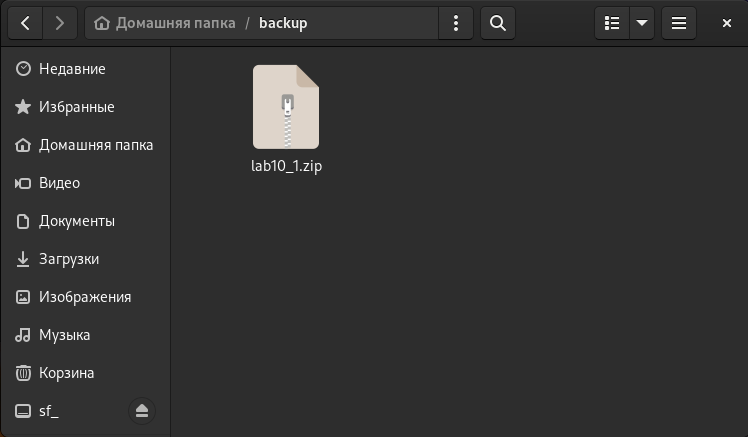 Домашняя папка / backup
Недавние
Избранные
Домашняя папка
Видео
Документы
Загрузки
Изображения
Музыка
Корзина
sf_
lab10_1.zip